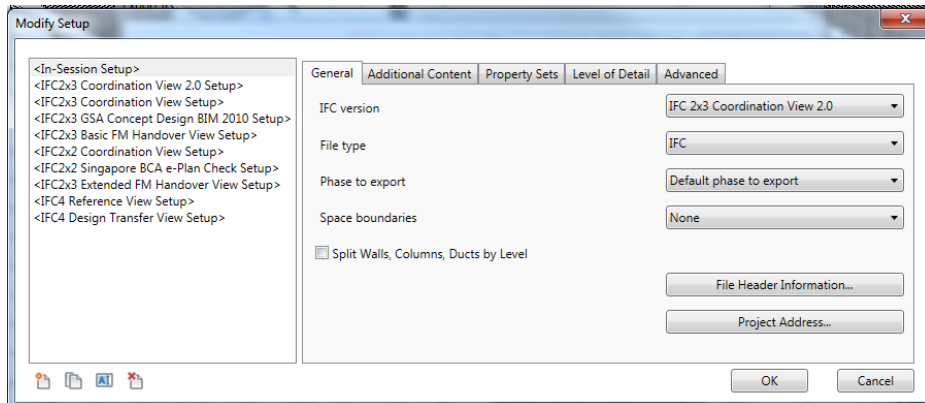 Modify Setup
<In-Session Setup>
<IFC2x3 Coordination View 2.0 Setup>
<IFC2x3 Coordination View Setup>
<IFC2x3 GSA Concept Design BIM 2010 Setup>
<IFC2x3 Basic FM Handover View Setup>
<IFC2x2 Coordination View Setup>
<IFC2x2 Singapore BCA e-Plan Check Setup>
<IFC2x3 Extended FM Handover View Setup>
<IFC4 Reference View Setup>
<IFC4 Design Transfer View Setup>
General Additional Content Property Sets Level of Detail Advanced
IFC version IFC 2x3 Coordination View 2.0
File type IFC
Phase to export Default phase to export
Space boundaries None
Split Walls, Columns, Ducts by Level
File Header Information...
Project Address...
OK Cancel